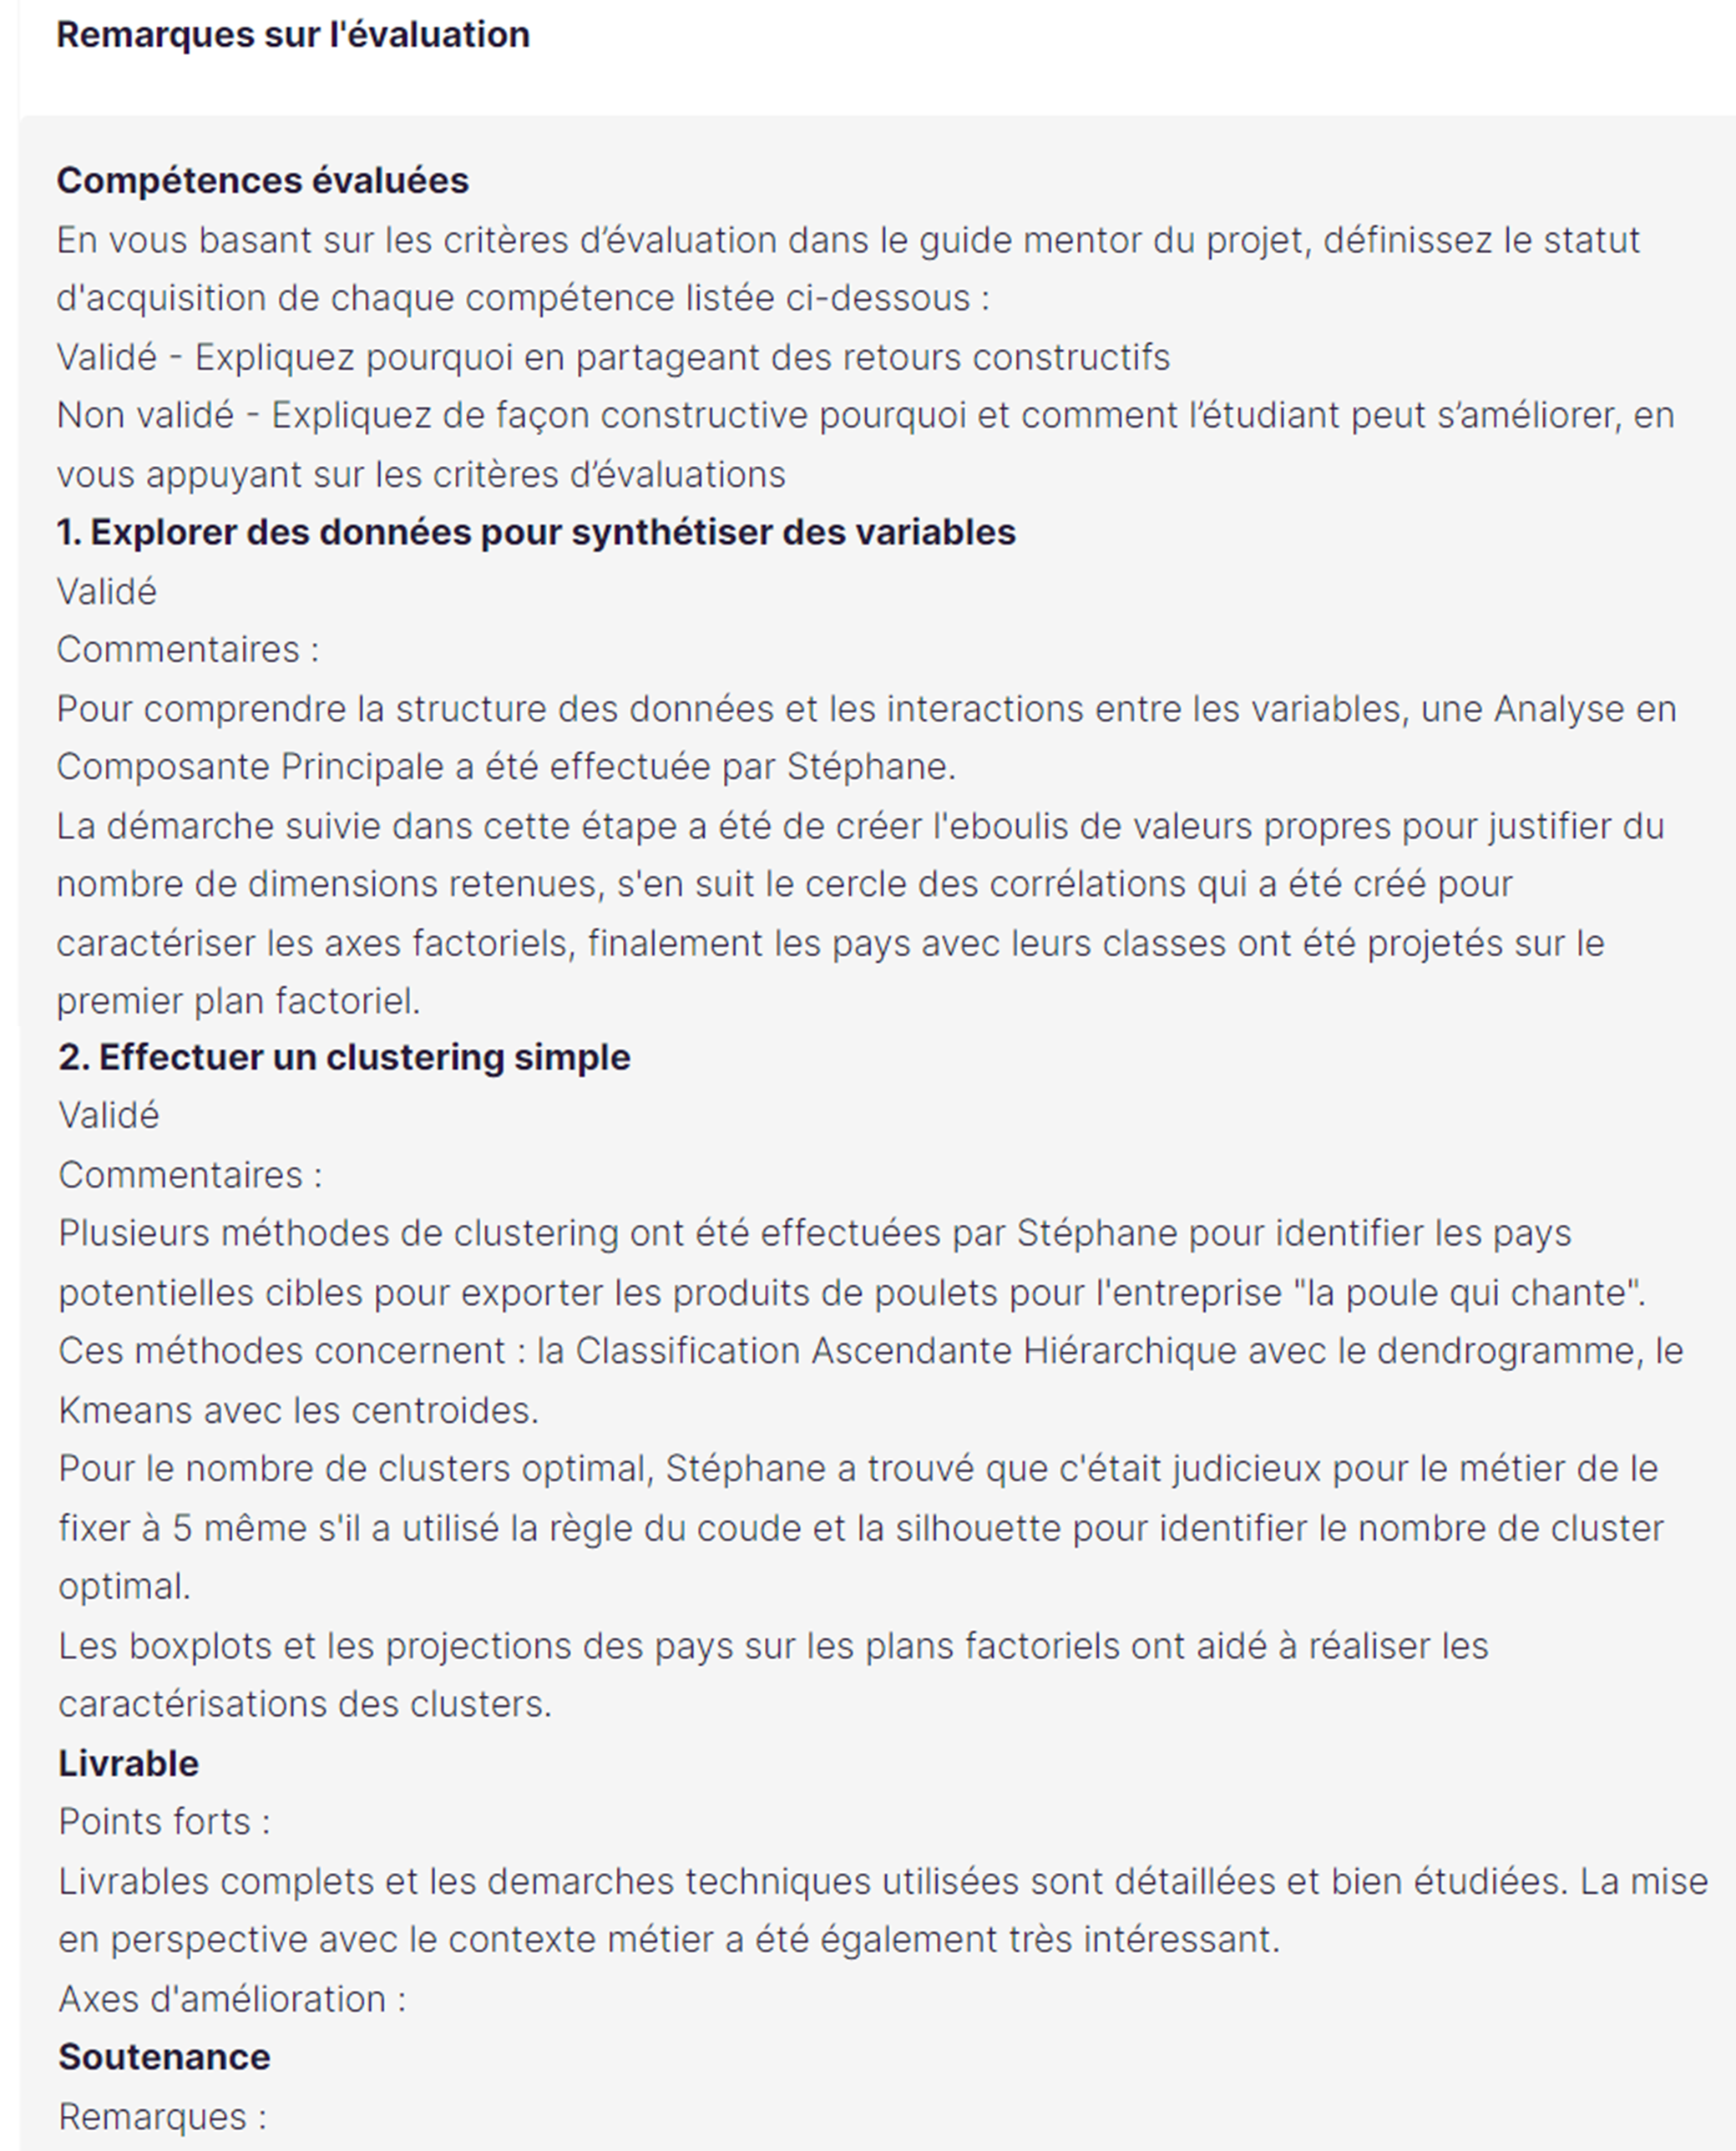 Remarques sur l'évaluation
Compétences évaluées
En vous basant sur les critères d’évaluation dans le guide mentor du projet, définissez le statut
d'acquisition de chaque compétence listée ci-dessous :
Validé - Expliquez pourquoi en partageant des retours constructifs
Non validé - Expliquez de façon constructive pourquoi et comment l’étudiant peut s’améliorer, en
vous appuyant sur les critères d’évaluations
1. Explorer des données pour synthétiser des variables
Validé
Commentaires :
Pour comprendre la structure des données et les interactions entre les variables, une Analyse en
Composante Principale a été effectuée par Stéphane.
La démarche suivie dans cette étape a été de créer l'eboulis de valeurs propres pour justifier du
nombre de dimensions retenues, s'en suit le cercle des corrélations qui a été créé pour
caractériser les axes factoriels, finalement les pays avec leurs classes ont été projetés sur le
premier plan factoriel.
2. Effectuer un clustering simple
Validé
Commentaires :
Plusieurs méthodes de clustering ont été effectuées par Stéphane pour identifier les pays
potentielles cibles pour exporter les produits de poulets pour l'entreprise "la poule qui chante".
Ces méthodes concernent : la Classification Ascendante Hiérarchique avec le dendrogramme, le
Kmeans avec les centroides.
Pour le nombre de clusters optimal, Stéphane a trouvé que c'était judicieux pour le métier de le
fixer à 5 même s'il a utilisé la règle du coude et la silhouette pour identifier le nombre de cluster
optimal.
Les boxplots et les projections des pays sur les plans factoriels ont aidé à réaliser les
caractérisations des clusters.
Livrable
Points forts :
Livrables complets et les demarches techniques utilisées sont détaillées et bien étudiées. La mise
en perspective avec le contexte métier a été également très intéressant.
Axes d'amélioration :
Soutenance
Remarques :